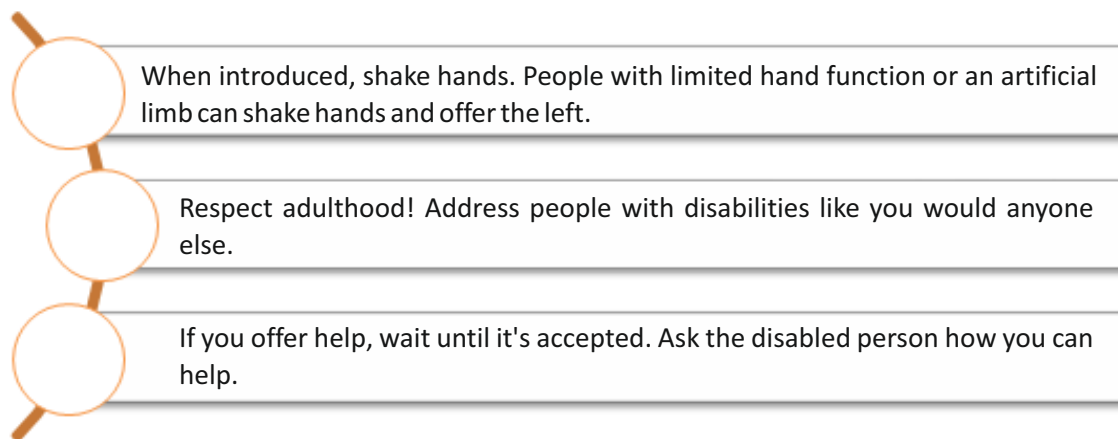 When introduced, shake hands. People with limited hand function or an artificial
limb can shake hands and offer the left.
Respect adulthood! Address people with disabilities like you would anyone
else.
If you offer help, wait until it's accepted. Ask the disabled person how you can
help.